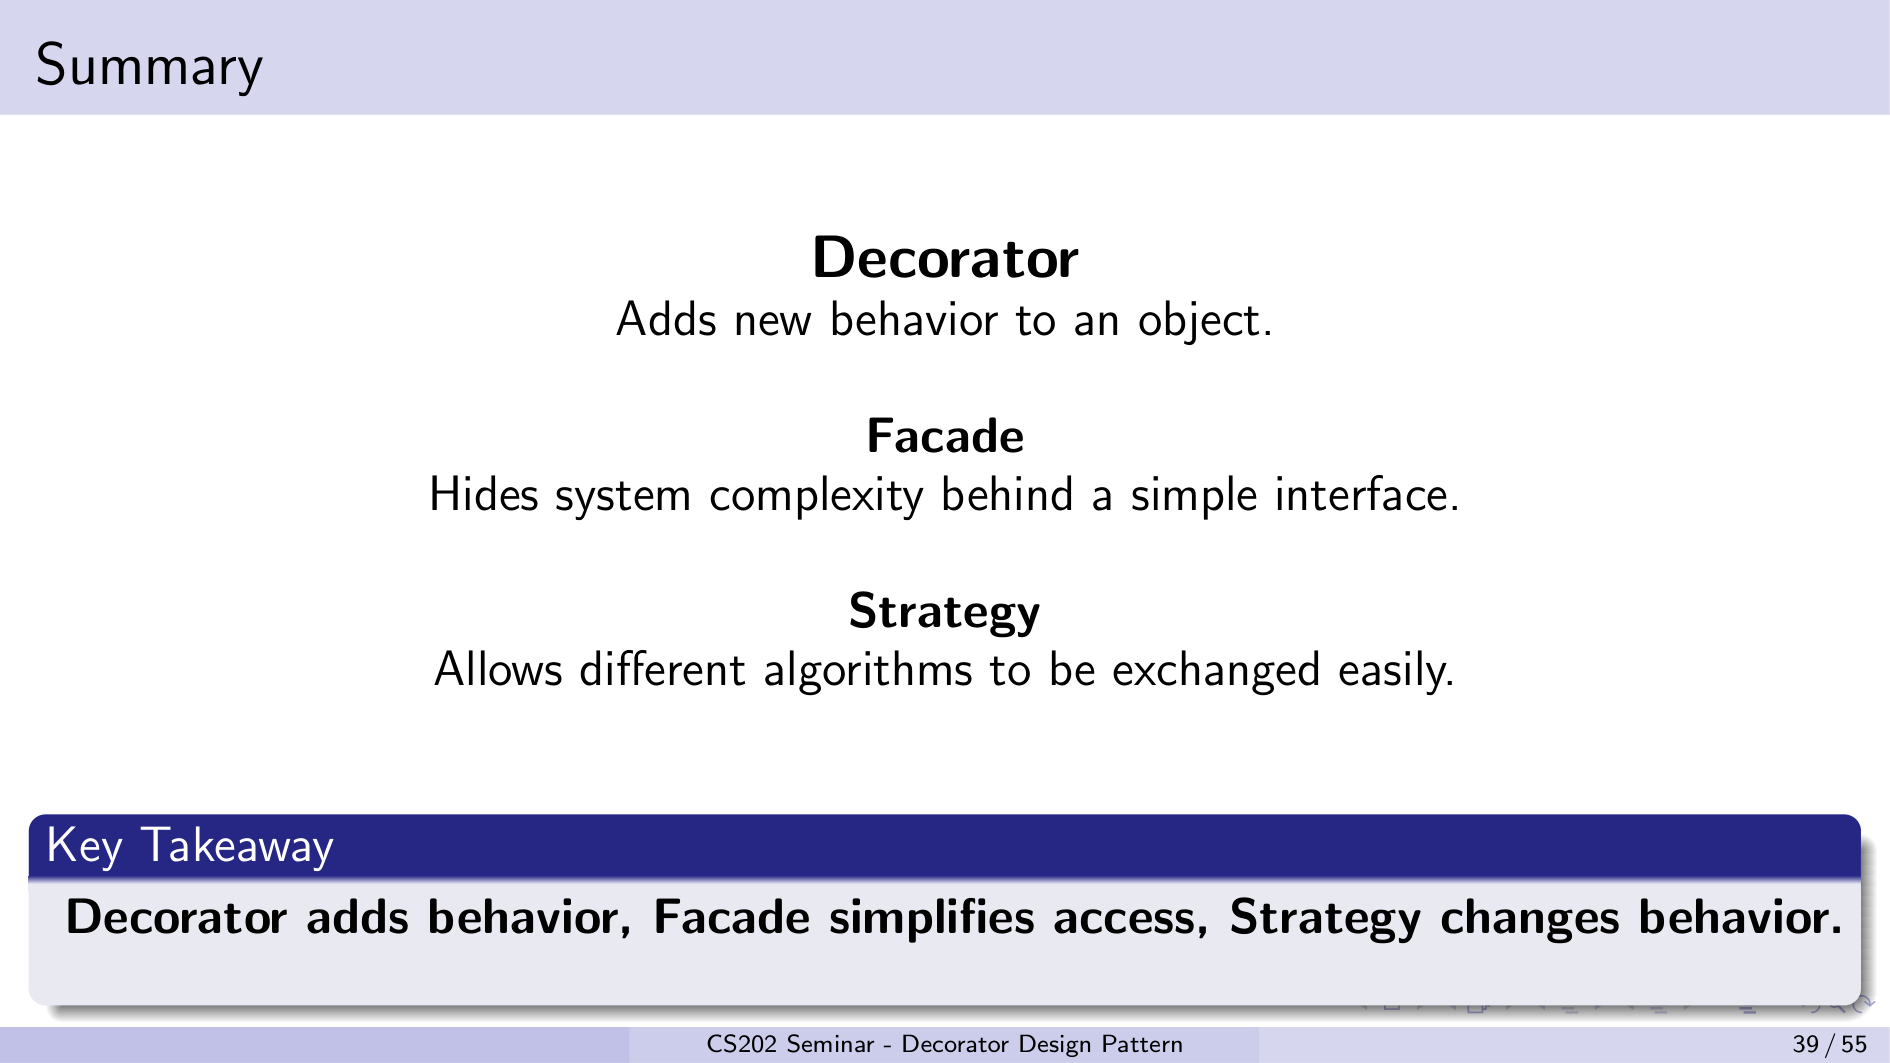 Summary
Decorator
Adds new behavior to an object.
Facade
Hides system complexity behind a simple interface.
Strategy
Allows different algorithms to be exchanged easily.
Key Takeaway
Decorator adds behavior, Facade simplifies access, Strategy changes behavior.
CS202 Seminar - Decorator Design Pattern
39 / 55